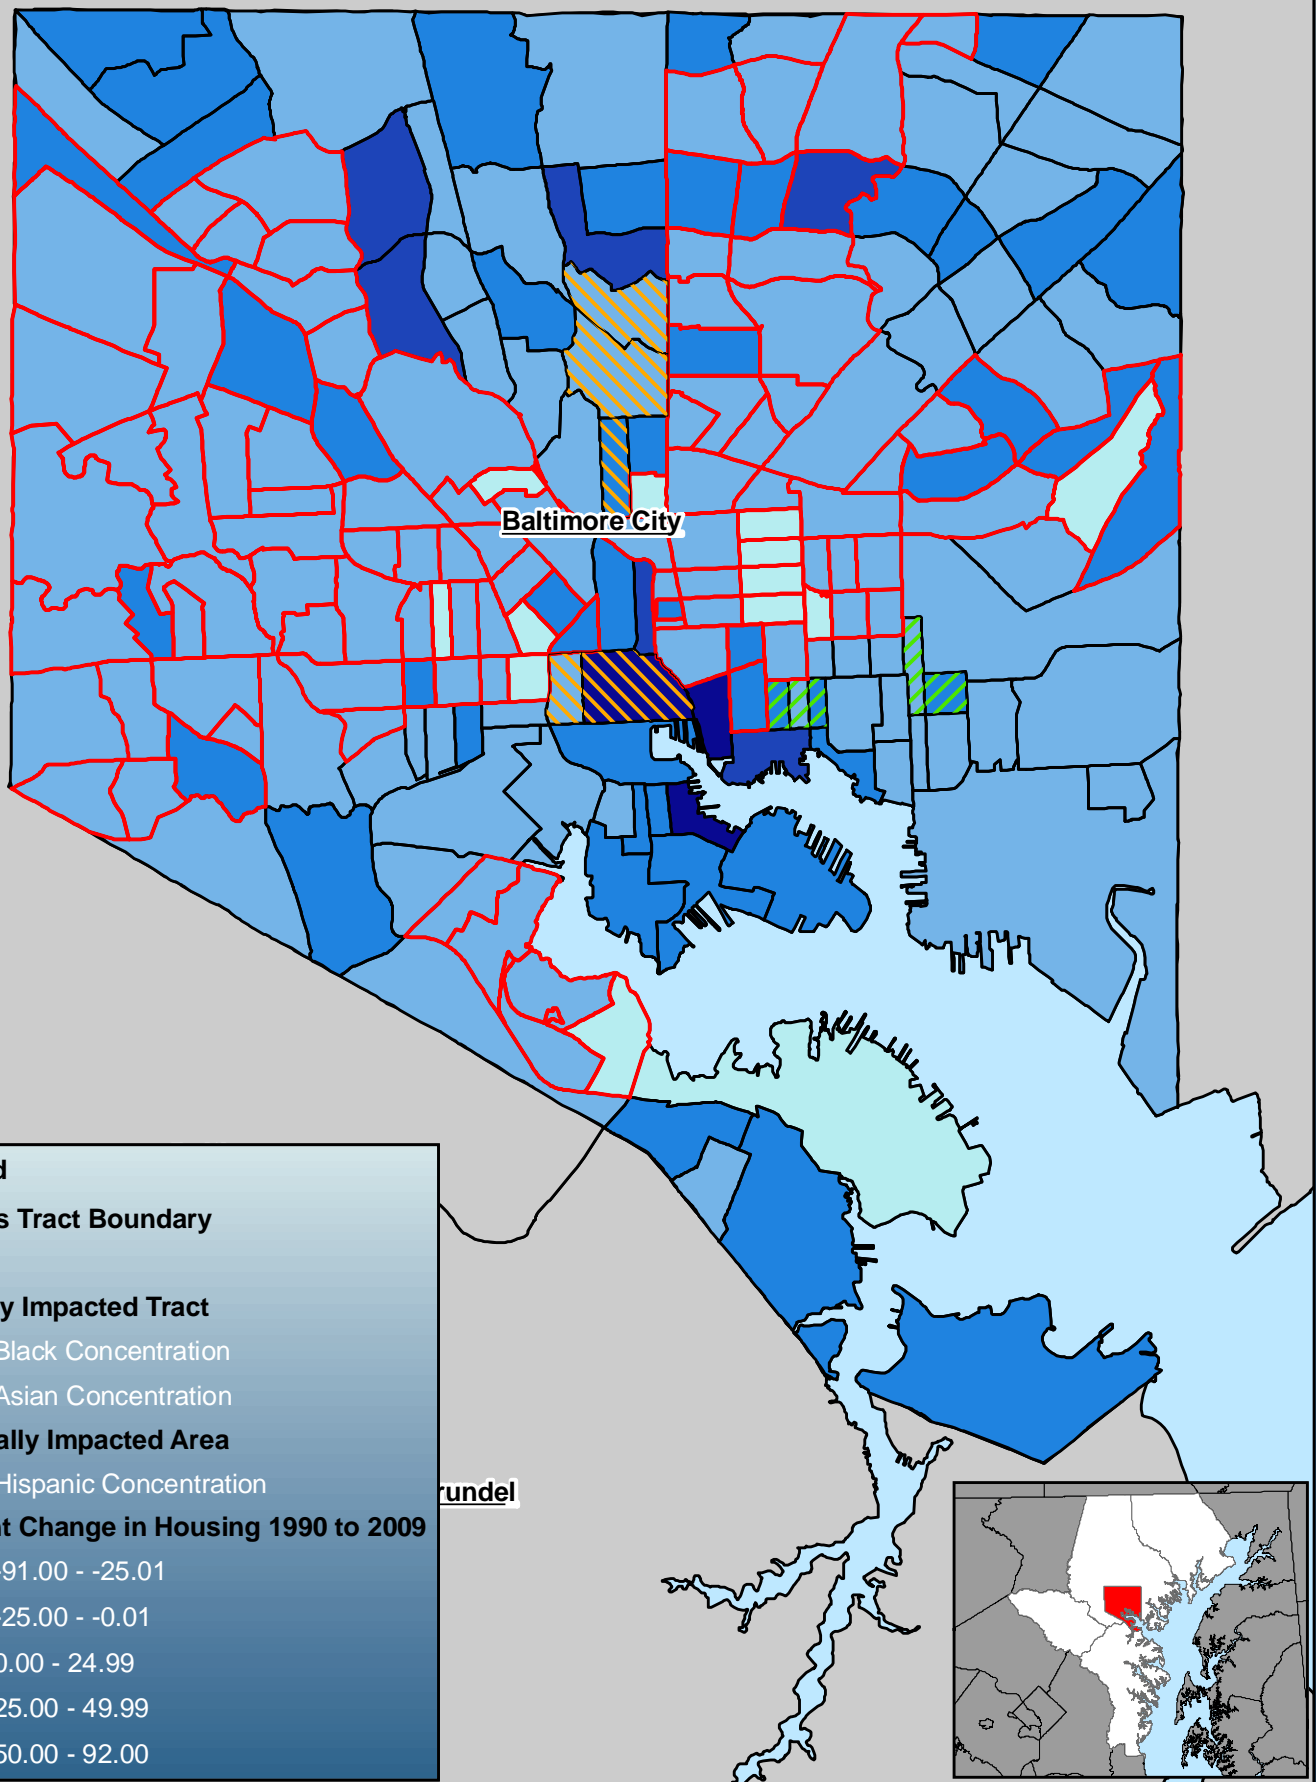 Baltimore City
d
s Tract Boundary
y Impacted Tract
Black Concentration
Asian Concentration
ally Impacted Area
Hispanic Concentration
rundel
nt Change in Housing 1990 to 2009
-91.00 - -25.01
-25.00 - -0.01
0.00 - 24.99
25.00 - 49.99
50.00 - 92.00